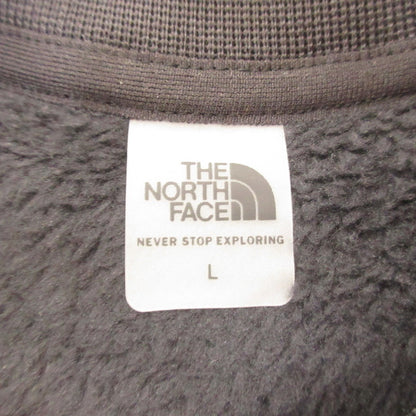 THE
NORTH
FACE
NEVER STOP EXPLORING
L